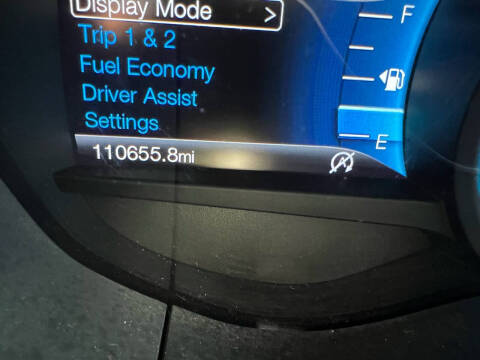 Display Mode >
F
Trip 1 & 2
Fuel Economy
Driver Assist
Settings
E
110655.8mi
A